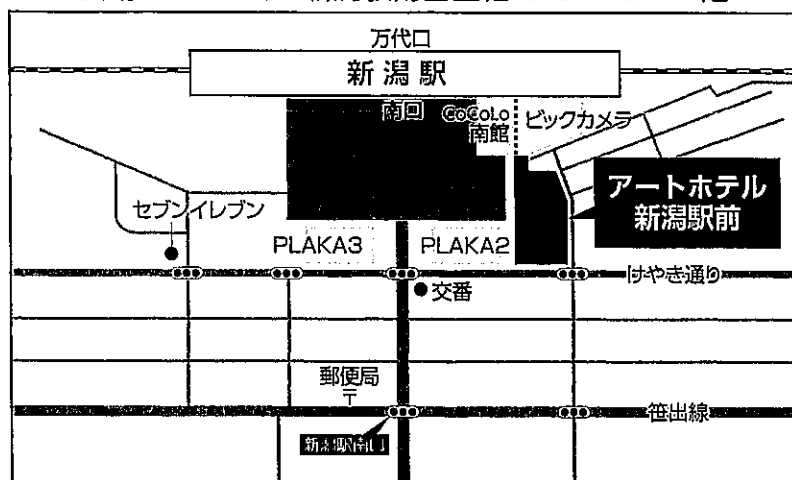 万代口
新潟駅
南口
CoCoLo
南館
ビックカメラ
アートホテル
新潟駅前
セブンイレブン
PLAKA3
PLAKA2
けやき通り
交番
郵便局
〒
笹出線
新潟駅南口